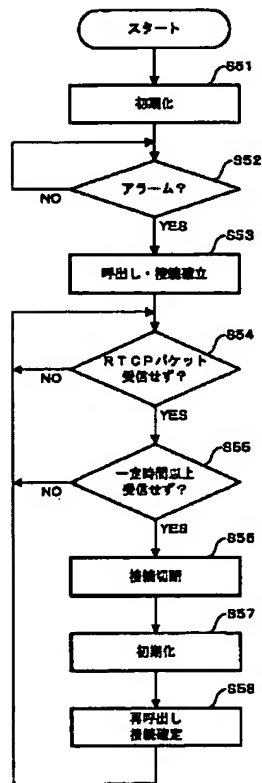 スタート
S51
初期化
S52
アラーム？
NO
YES
S53
呼出し・接続確立
S54
RTCPパケット
受信せず？
NO
YES
S55
一定時間以上
受信せず？
NO
YES
S56
接続切断
S57
初期化
S58
再呼出し
接続確定